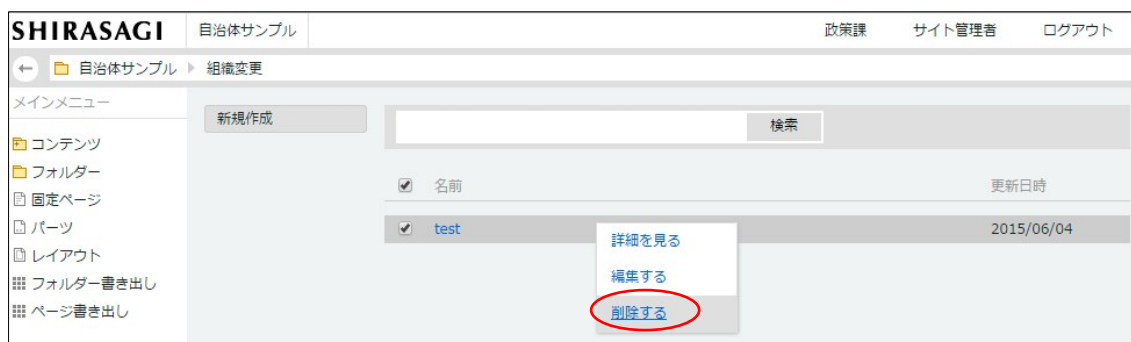 SHIRASAGI 自治体サンプル 政策課 サイト管理者 ログアウト
自治体サンプル 組織変更
メインメニュー
コンテンツ
フォルダー
固定ページ
パーツ
レイアウト
フォルダー書き出し
ページ書き出し
新規作成
検索
名前 更新日時
test 2015/06/04
詳細を見る
編集する
削除する